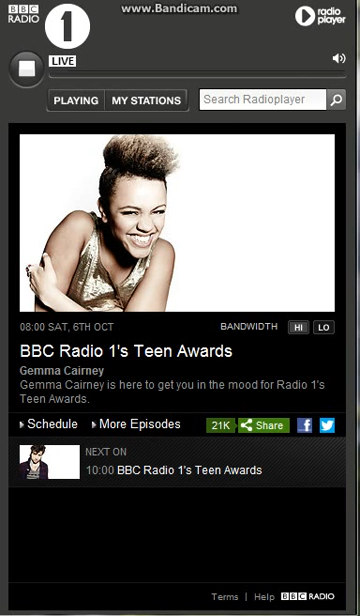 www.Bandicam.com
BBC
RADIO
1
radio
player
LIVE
PLAYING
MY STATIONS
Search Radioplayer
08:00 SAT, 6TH OCT
BANDWIDTH
HI
LO
BBC Radio 1's Teen Awards
Gemma Cairney
Gemma Cairney is here to get you in the mood for Radio 1's
Teen Awards.
Schedule
More Episodes
21K
Share
f
NEXT ON
10:00 BBC Radio 1's Teen Awards
Terms | Help BBC RADIO